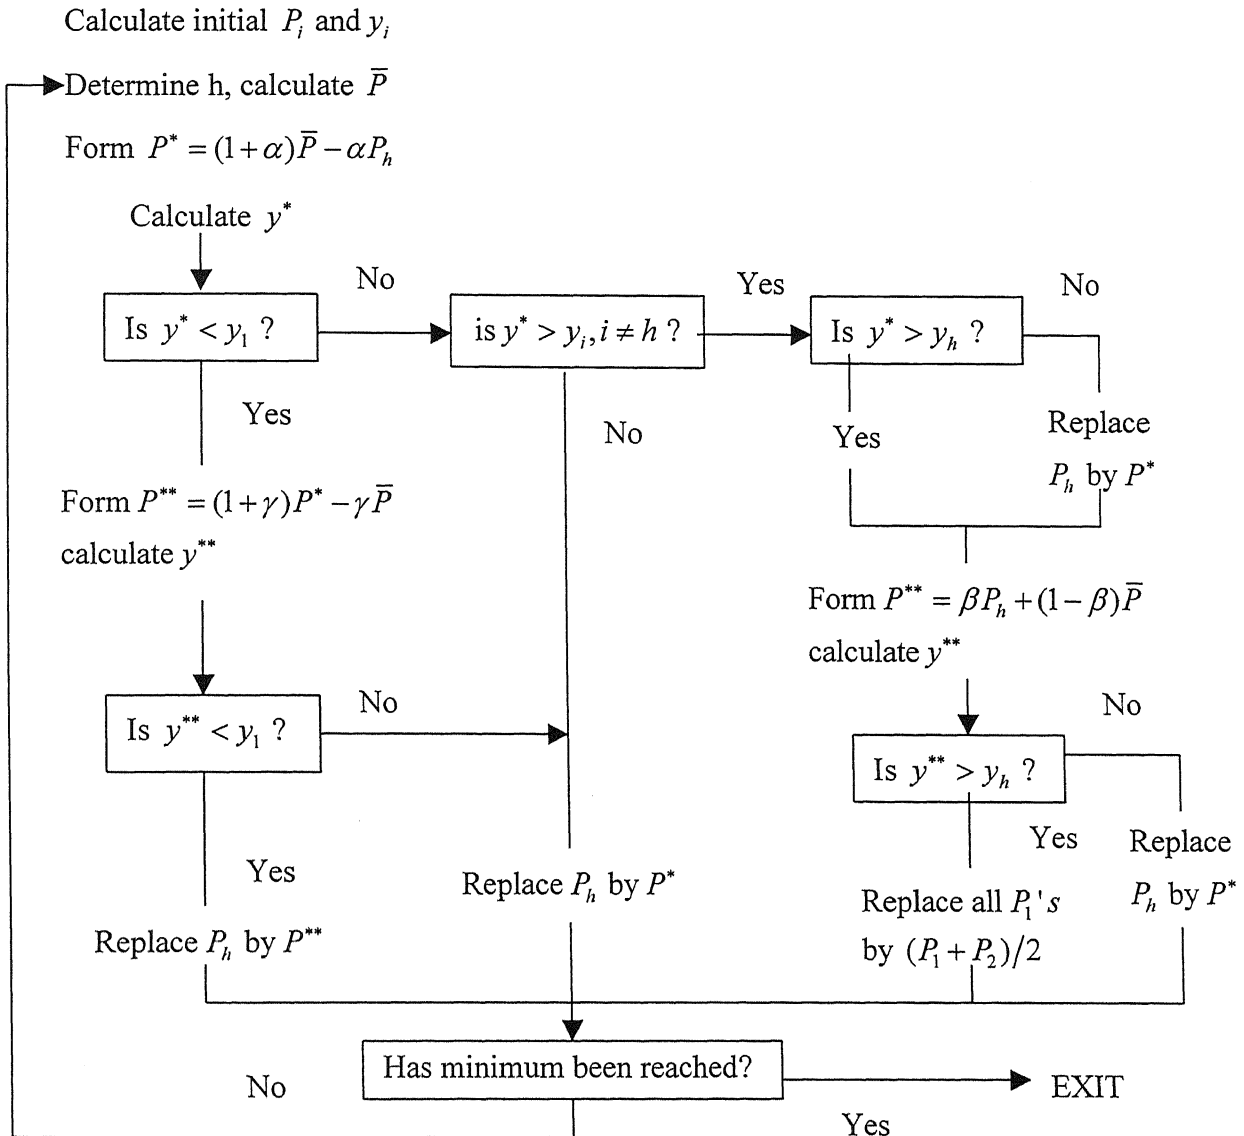 Calculate initial P_i and y_i
Determine h, calculate P̅
Form P* = (1+α)P̅ − αP_h
Calculate y*
No
Yes
No
Is y* < y_1 ?
is y* > y_i, i ≠ h ?
Is y* > y_h ?
Yes
No
Yes
Replace
P_h by P*
Form P** = (1+γ)P* − γP̅
calculate y**
Form P** = βP_h + (1−β)P̅
calculate y**
No
No
Is y** < y_1 ?
Is y** > y_h ?
Yes
Yes
Replace
P_h by P*
Replace P_h by P*
Replace all P_1's
by (P_1 + P_2)/2
Replace P_h by P**
Has minimum been reached?
No
EXIT
Yes